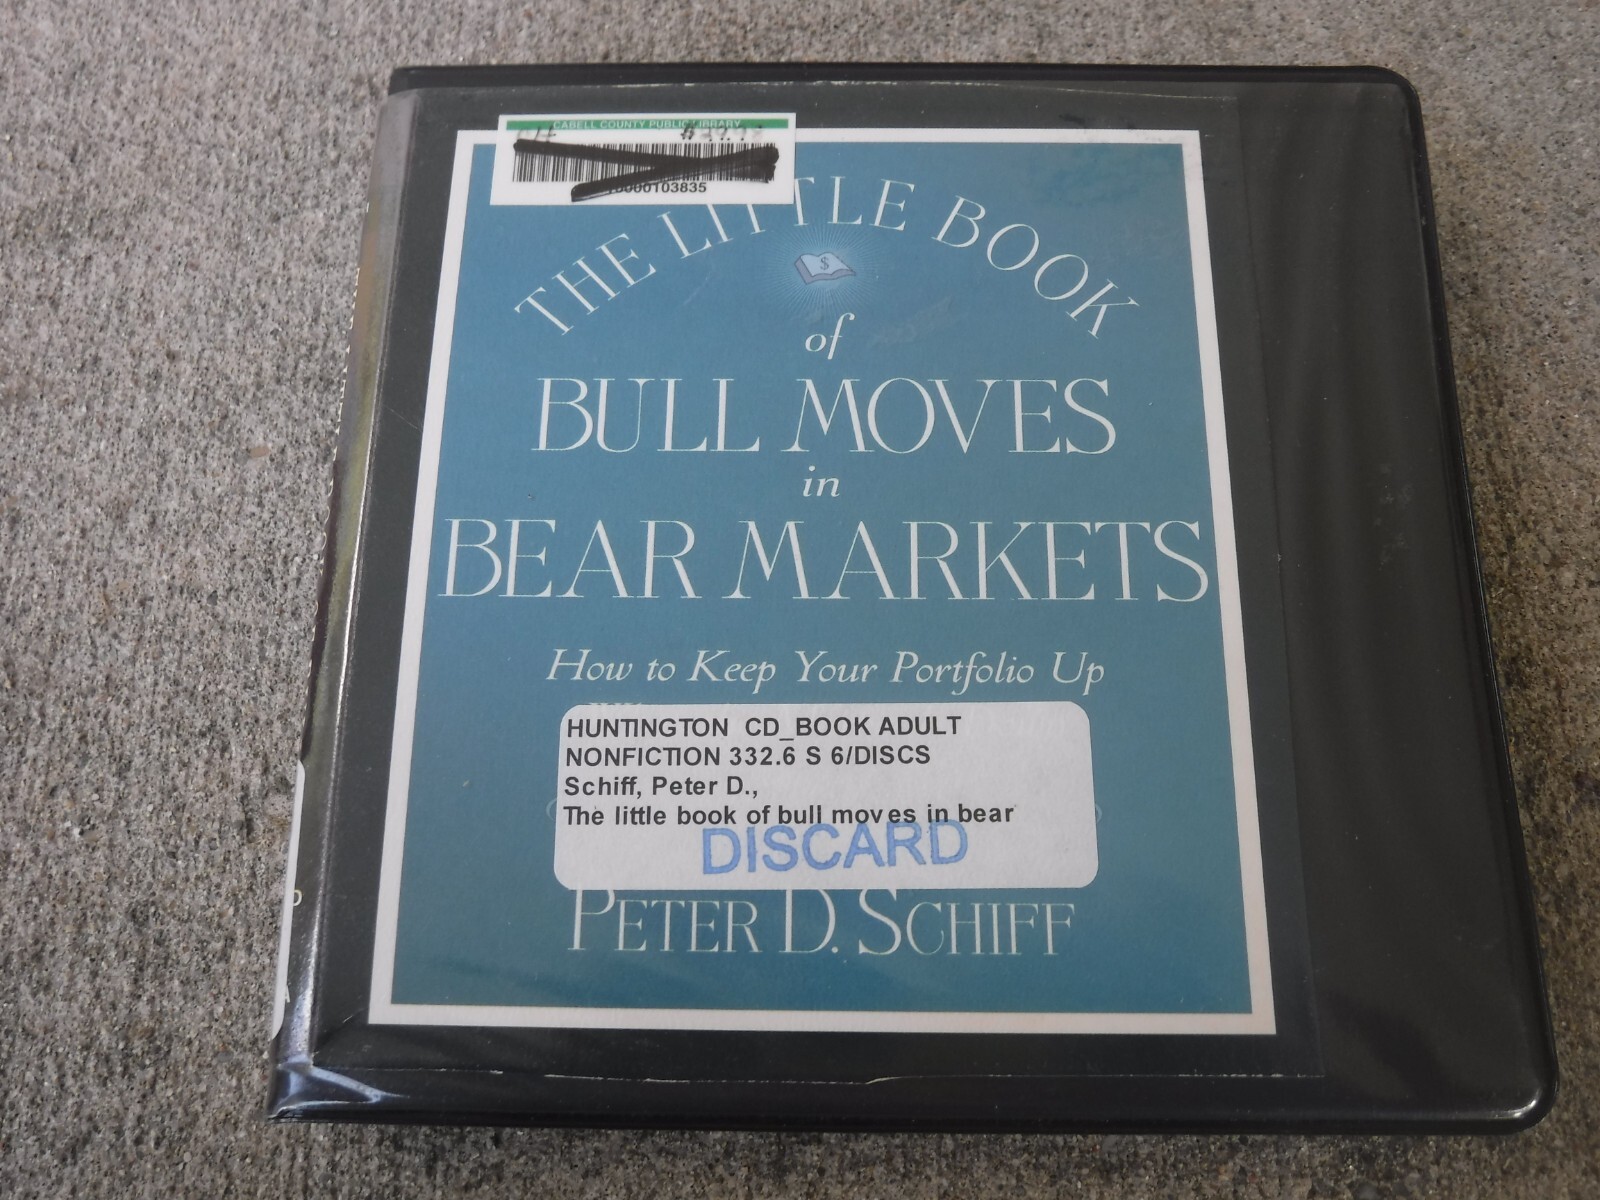 CABELL COUNTY PUBLIC LIBRARY
THE LITTLE BOOK
$
of
BULL MOVES
in
BEAR MARKETS
How to Keep Your Portfolio Up
HUNTINGTON CD_BOOK ADULT
NONFICTION 332.6 S 6/DISCS
Schiff, Peter D.,
The little book of bull moves in bear
DISCARD
PETER D. SCHIFF